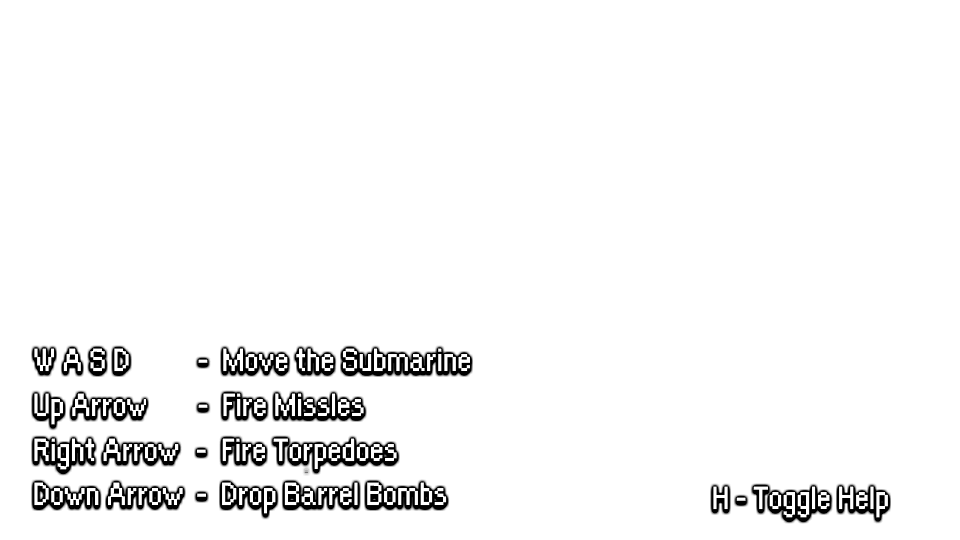 W A S D - Move the Submarine
Up Arrow - Fire Missles
Right Arrow - Fire Torpedoes
Down Arrow - Drop Barrel Bombs
H - Toggle Help